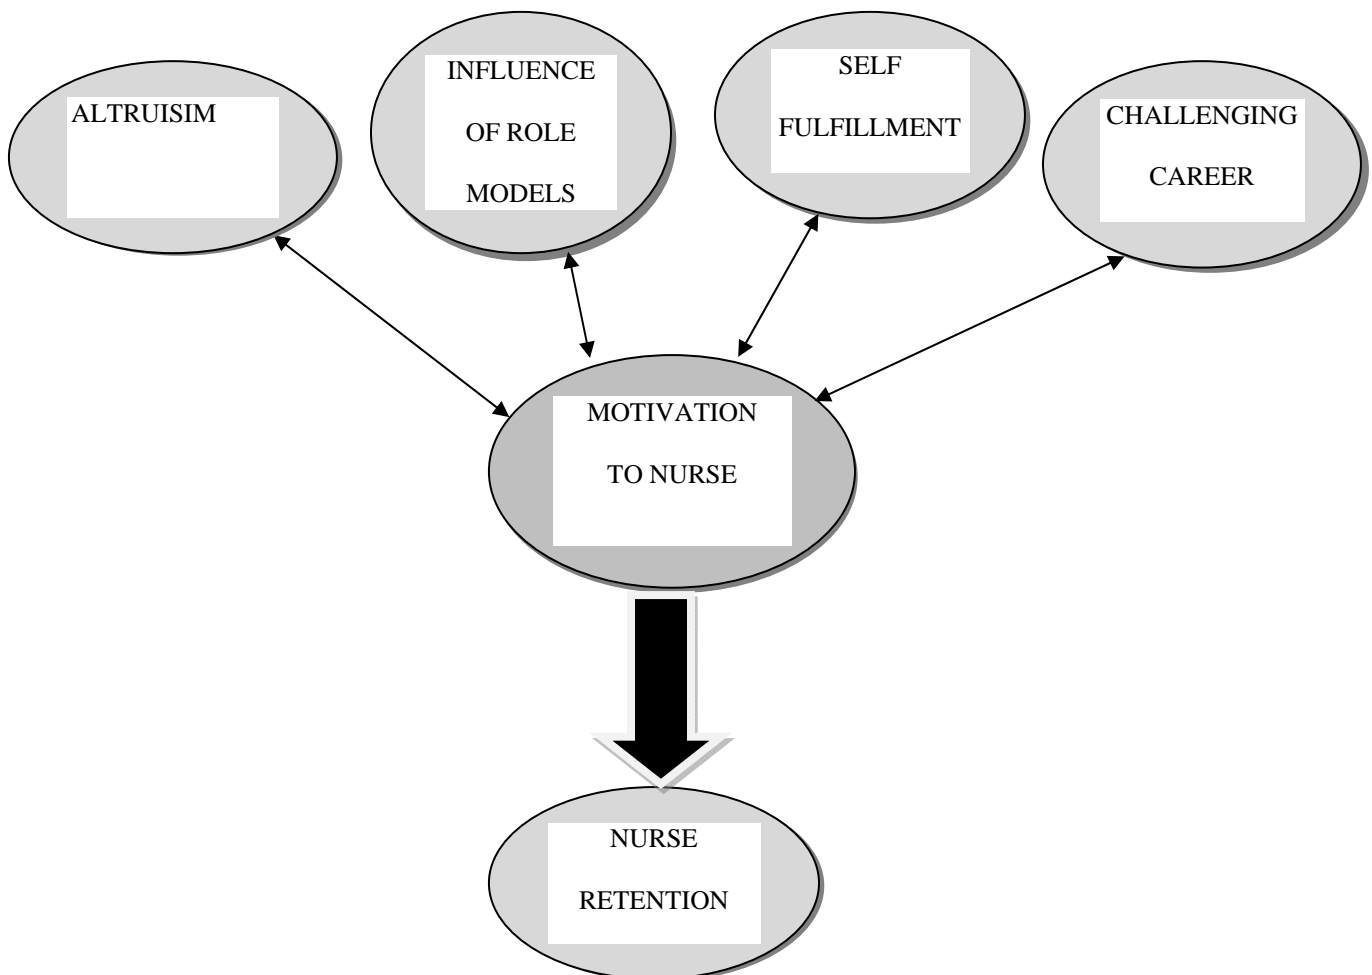 ALTRUISIM
INFLUENCE
OF ROLE
MODELS
SELF
FULFILLMENT
CHALLENGING
CAREER
MOTIVATION
TO NURSE
NURSE
RETENTION